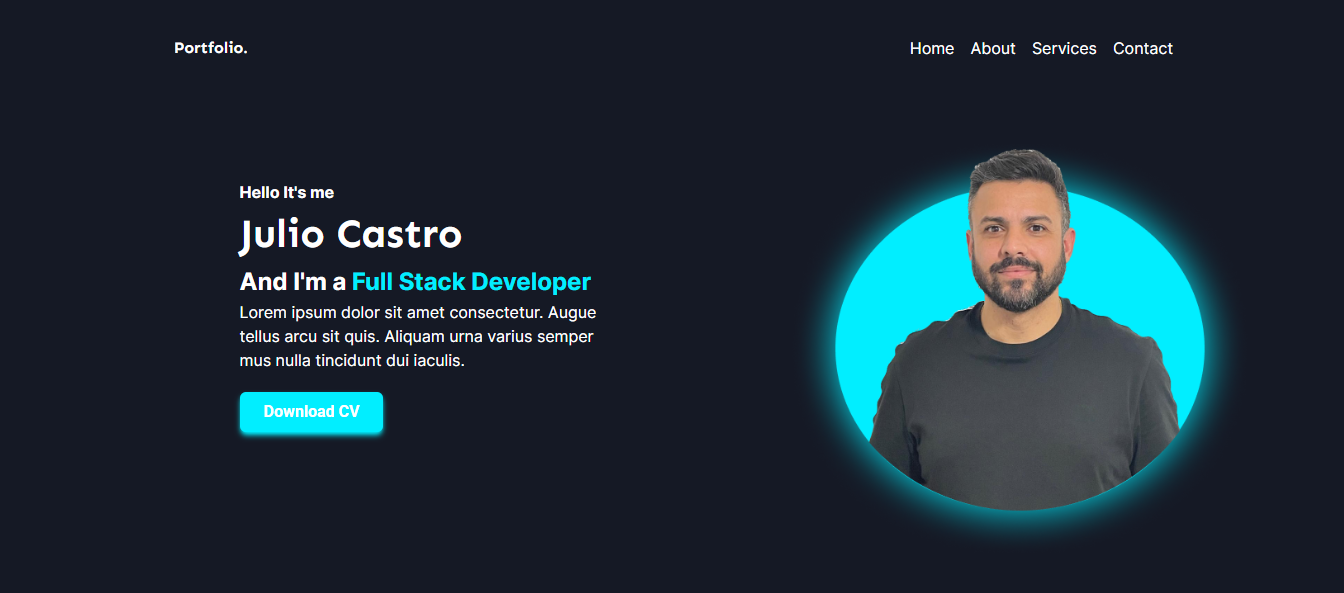 Portfolio.
Home About Services Contact
Hello It's me
Julio Castro
And I'm a Full Stack Developer
Lorem ipsum dolor sit amet consectetur. Augue
tellus arcu sit quis. Aliquam urna varius semper
mus nulla tincidunt dui iaculis.
Download CV